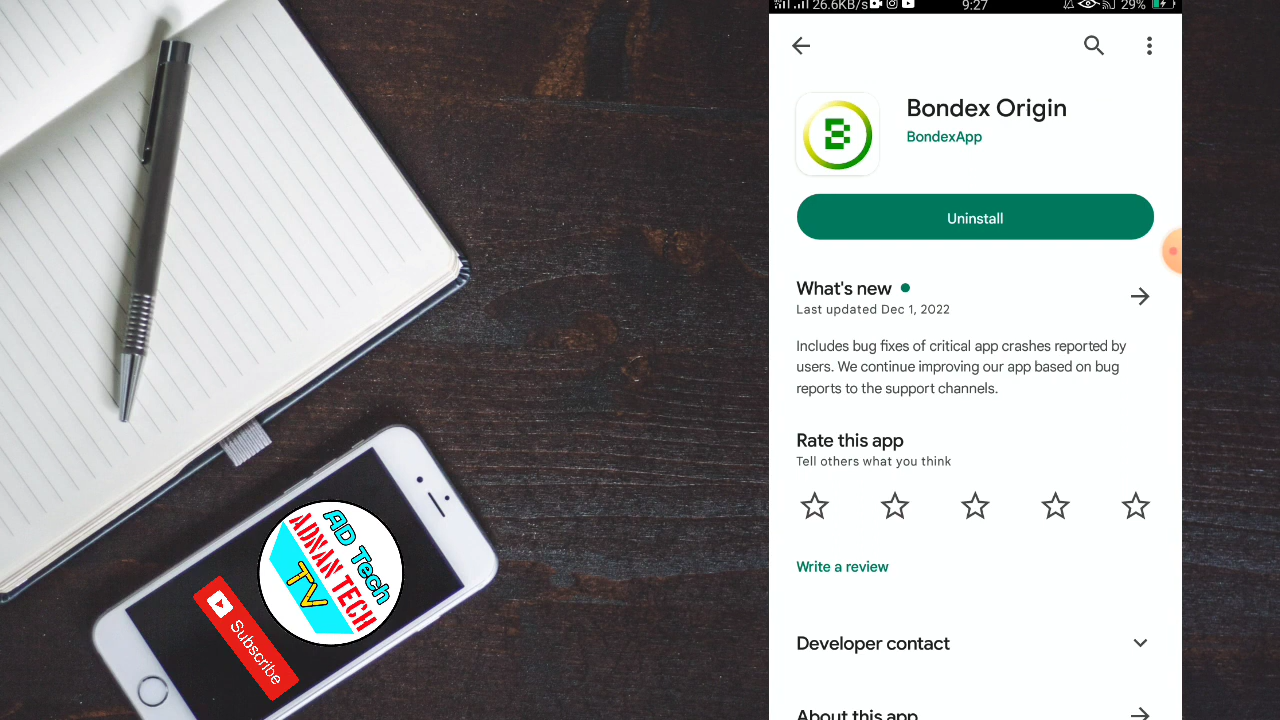 26.6KB/s
9:27
29%
Bondex Origin
BondexApp
Uninstall
What's new
Last updated Dec 1, 2022
Includes bug fixes of critical app crashes reported by
users. We continue improving our app based on bug
reports to the support channels.
Rate this app
Tell others what you think
Write a review
Developer contact
About this app
AD Tech
ADNAN TECH
TV
Subscribe